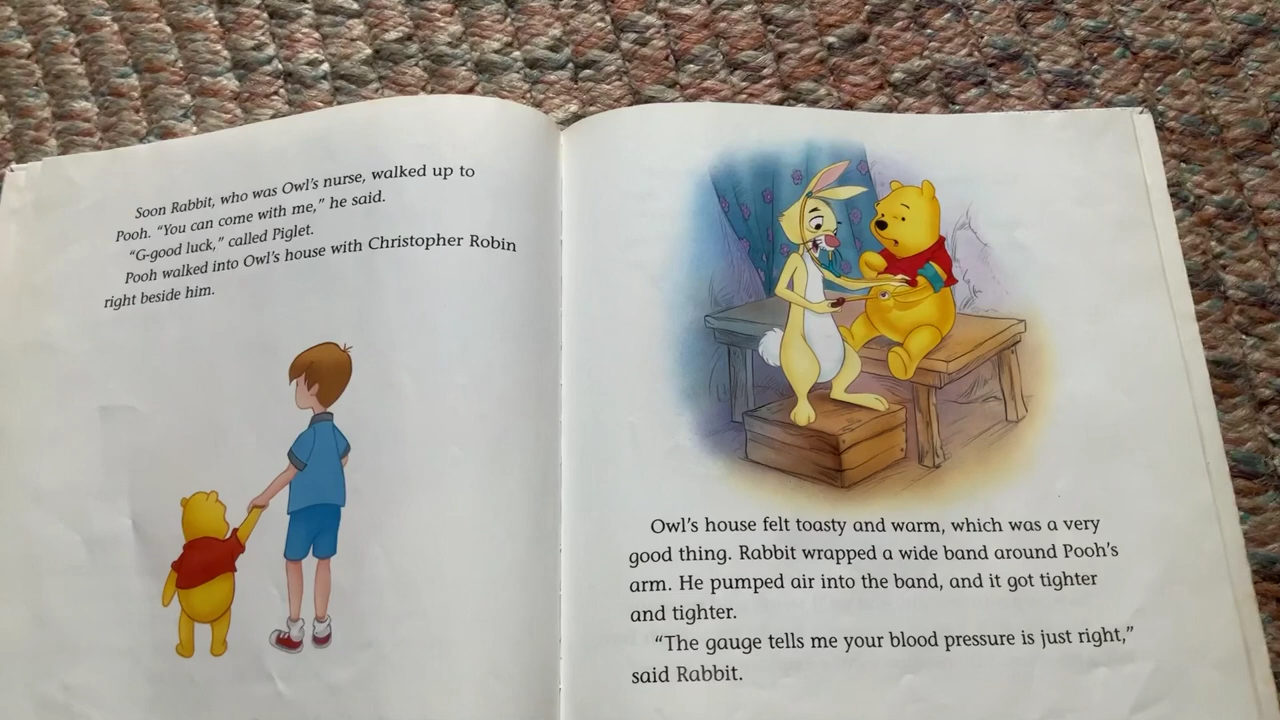 Soon Rabbit, who was Owl's nurse, walked up to
Pooh. “You can come with me,” he said.
“G-good luck,” called Piglet.
Pooh walked into Owl's house with Christopher Robin
right beside him.
Owl's house felt toasty and warm, which was a very
good thing. Rabbit wrapped a wide band around Pooh's
arm. He pumped air into the band, and it got tighter
and tighter.
“The gauge tells me your blood pressure is just right,”
said Rabbit.